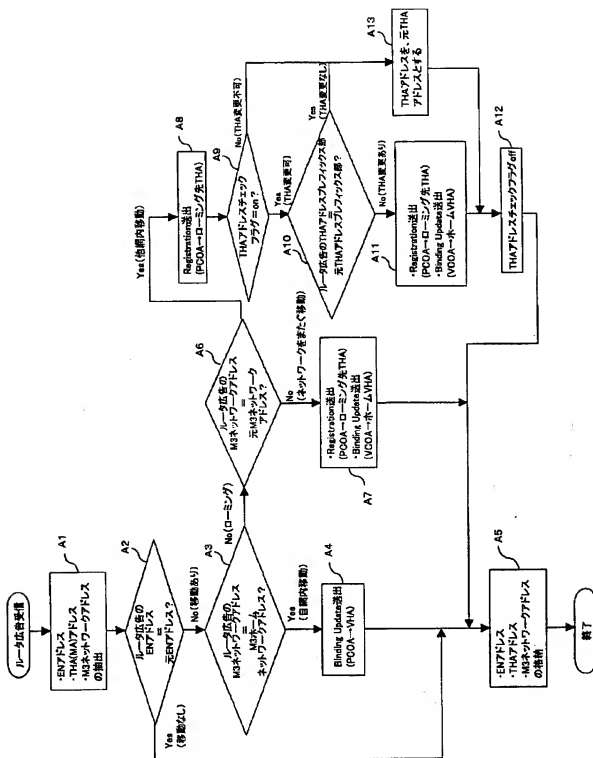 ルータ広告受信
A1
・ENアドレス
・THA(MA)アドレス
・M3ネットワークアドレス
の抽出
A2
ルータ広告の
ENアドレス
=
元ENアドレス?
Yes
(移動なし)
No(移動あり)
A3
ルータ広告の
M3ネットワークアドレス
=
M3ホーム
ネットワークアドレス?
No(ローミング)
Yes
(自網内移動)
A4
Binding Update送出
(PCOA→VHA)
A6
ルータ広告の
M3ネットワークアドレス
=
元M3ネットワーク
アドレス?
Yes(他網内移動)
No
(ネットワークをまたぐ移動)
A7
・Registration送出
(PCOA→ローミング先THA)
・Binding Update送出
(VCOA→ホームVHA)
A8
Registration送出
(PCOA→ローミング先THA)
A9
THAアドレスチェック
フラグ=on?
No(THA変更不可)
Yes
(THA変更可)
A10
ルータ広告のTHAアドレスプレフィックス部
=
元THAアドレスプレフィックス部?
Yes
(THA変更なし)
No(THA変更あり)
A11
・Registration送出
(PCOA→ローミング先THA)
・Binding Update送出
(VCOA→ホームVHA)
A13
THAアドレスを、元THA
アドレスとする
A12
THAアドレスチェックフラグoff
A5
・ENアドレス
・THAアドレス
・M3ネットワークアドレス
の格納
終了